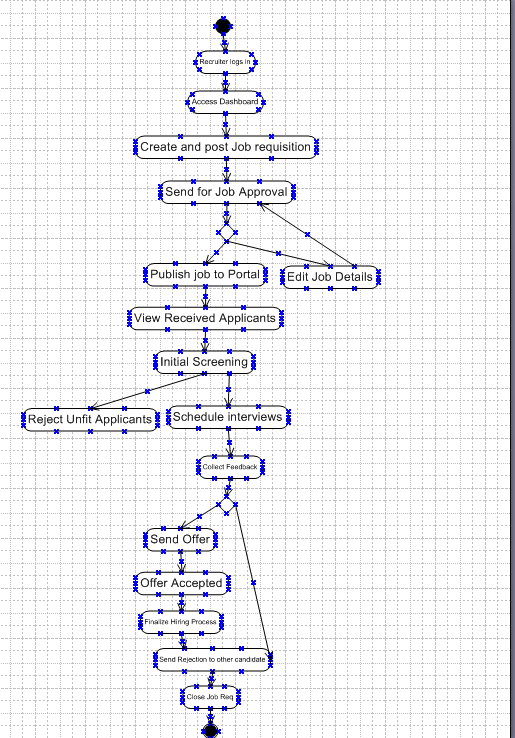 Recruiter logs in
Access Dashboard
Create and post Job requisition
Send for Job Approval
Publish job to Portal
Edit Job Details
View Received Applicants
Initial Screening
Reject Unfit Applicants
Schedule interviews
Collect Feedback
Send Offer
Offer Accepted
Finalize Hiring Process
Send Rejection to other candidate
Close Job Req